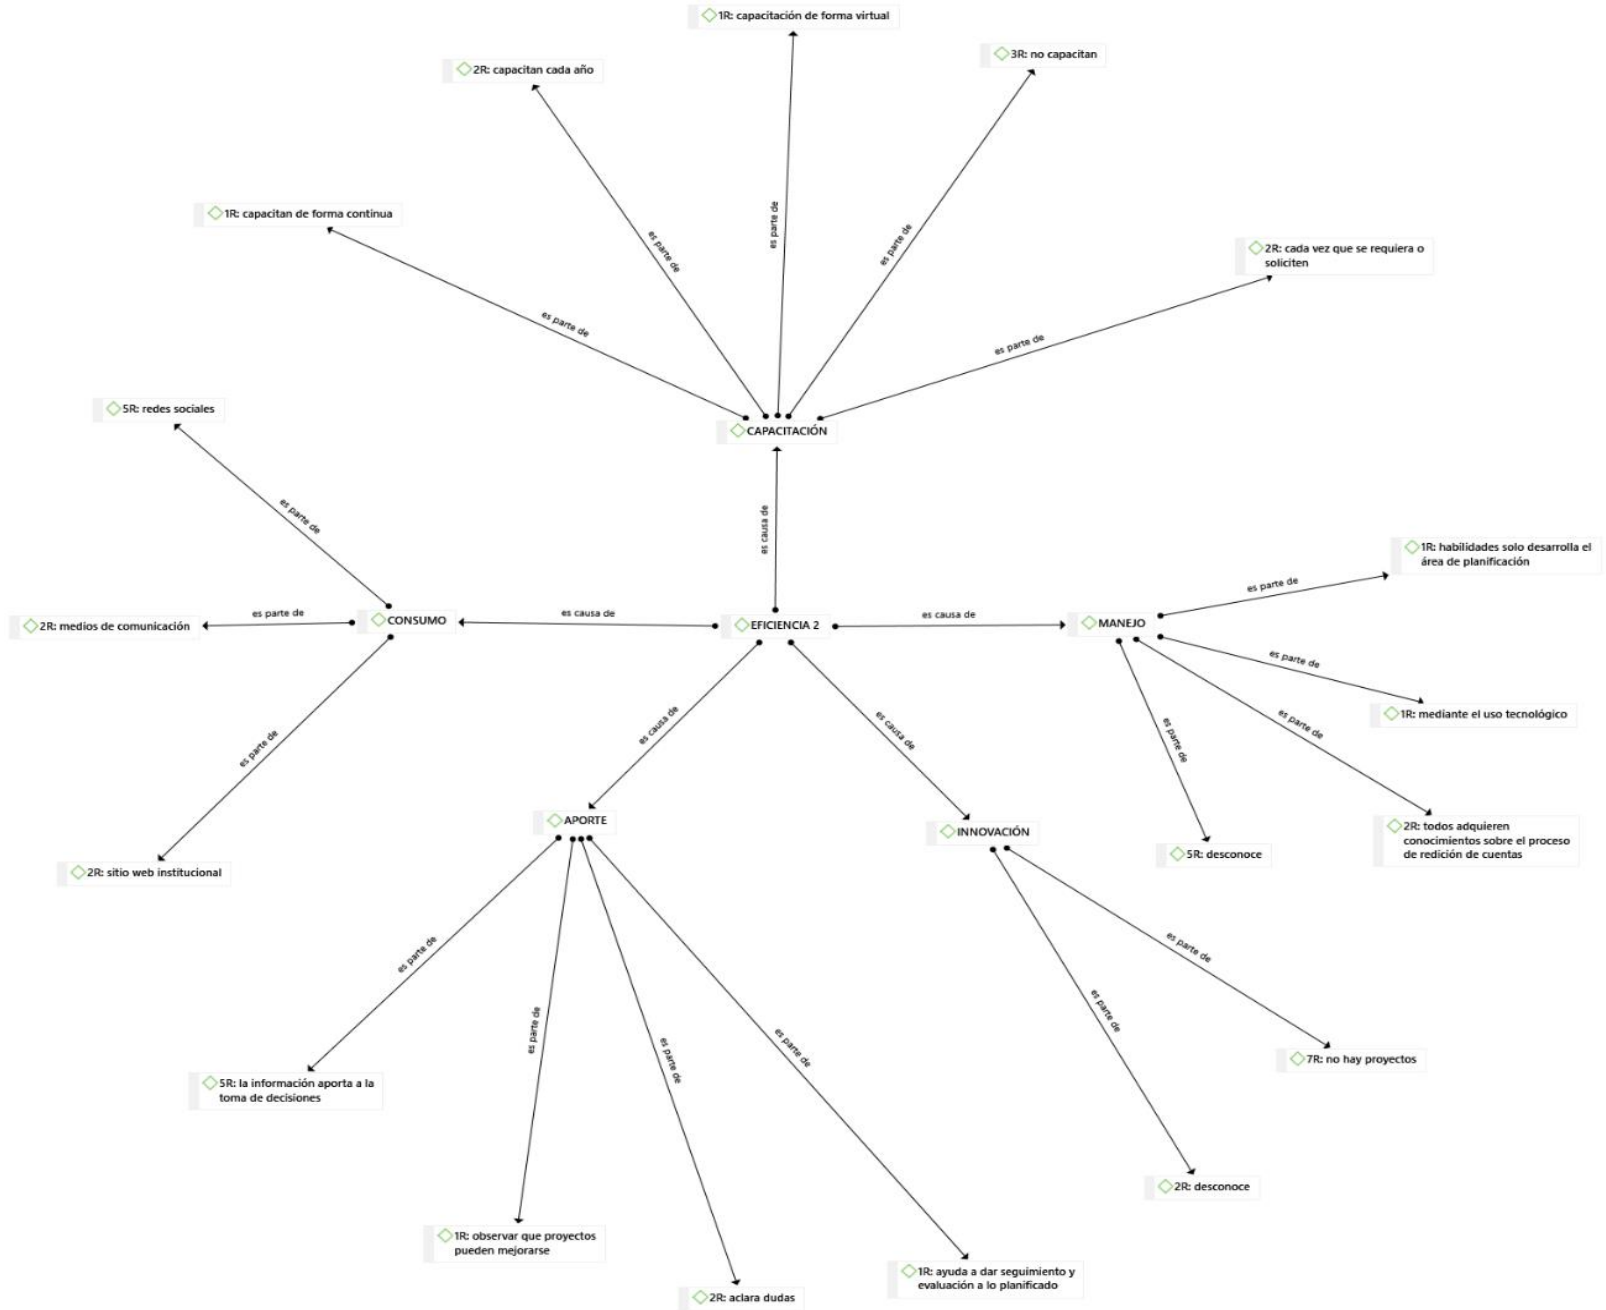 1R: capacitación de forma virtual
3R: no capacitan
2R: capacitan cada año
1R: capacitan de forma continua
2R: cada vez que se requiera o
soliciten
es parte de
es parte de
es parte de
es parte de
es parte de
5R: redes sociales
CAPACITACIÓN
es parte de
es causa de
1R: habilidades solo desarrolla el
área de planificación
es parte de
es parte de
es causa de
es causa de
2R: medios de comunicación
CONSUMO
EFICIENCIA 2
MANEJO
es parte de
1R: mediante el uso tecnológico
es parte de
es causa de
es causa de
es parte de
es parte de
APORTE
INNOVACIÓN
2R: todos adquieren
conocimientos sobre el proceso
de redición de cuentas
5R: desconoce
2R: sitio web institucional
es parte de
es parte de
es parte de
es parte de
es parte de
es parte de
7R: no hay proyectos
5R: la información aporta a la
toma de decisiones
2R: desconoce
1R: observar que proyectos
pueden mejorarse
1R: ayuda a dar seguimiento y
evaluación a lo planificado
2R: aclara dudas